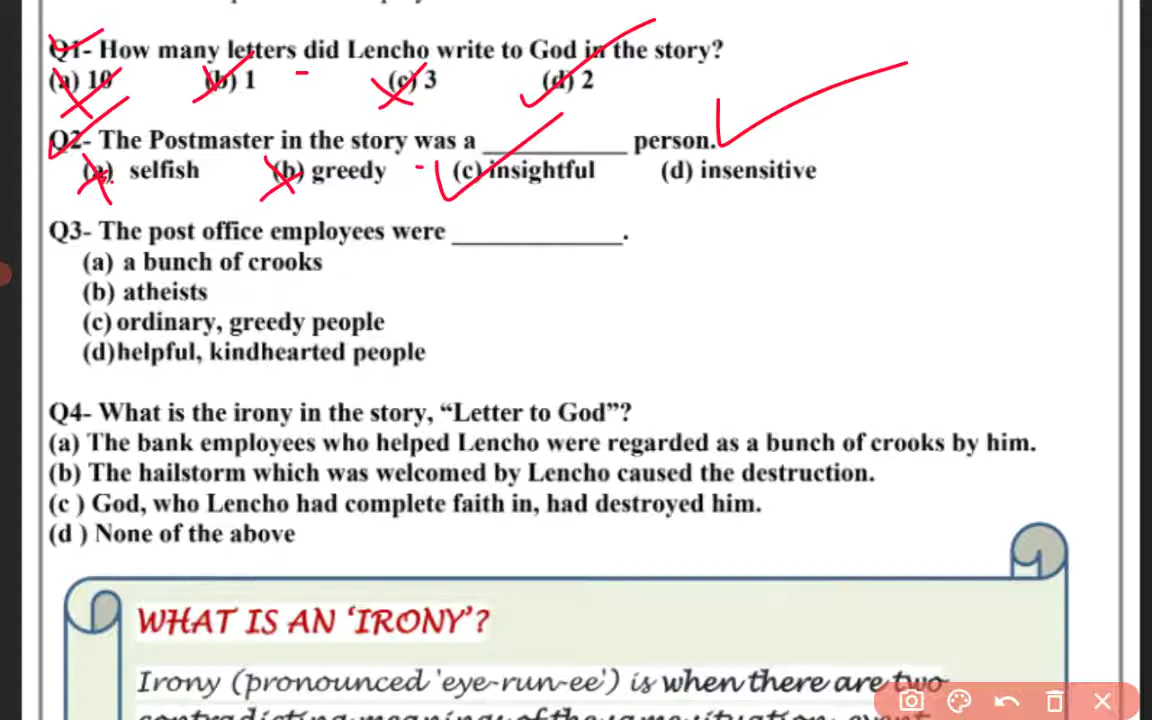 Q1- How many letters did Lencho write to God in the story?
(a) 10 (b) 1 (c) 3 (d) 2
Q2- The Postmaster in the story was a ____________ person.
(a) selfish (b) greedy (c) insightful (d) insensitive
Q3- The post office employees were ______________.
(a) a bunch of crooks
(b) atheists
(c) ordinary, greedy people
(d)helpful, kindhearted people
Q4- What is the irony in the story, “Letter to God”?
(a) The bank employees who helped Lencho were regarded as a bunch of crooks by him.
(b) The hailstorm which was welcomed by Lencho caused the destruction.
(c ) God, who Lencho had complete faith in, had destroyed him.
(d ) None of the above
WHAT IS AN ‘IRONY’?
Irony (pronounced 'eye-run-ee') is when there are two